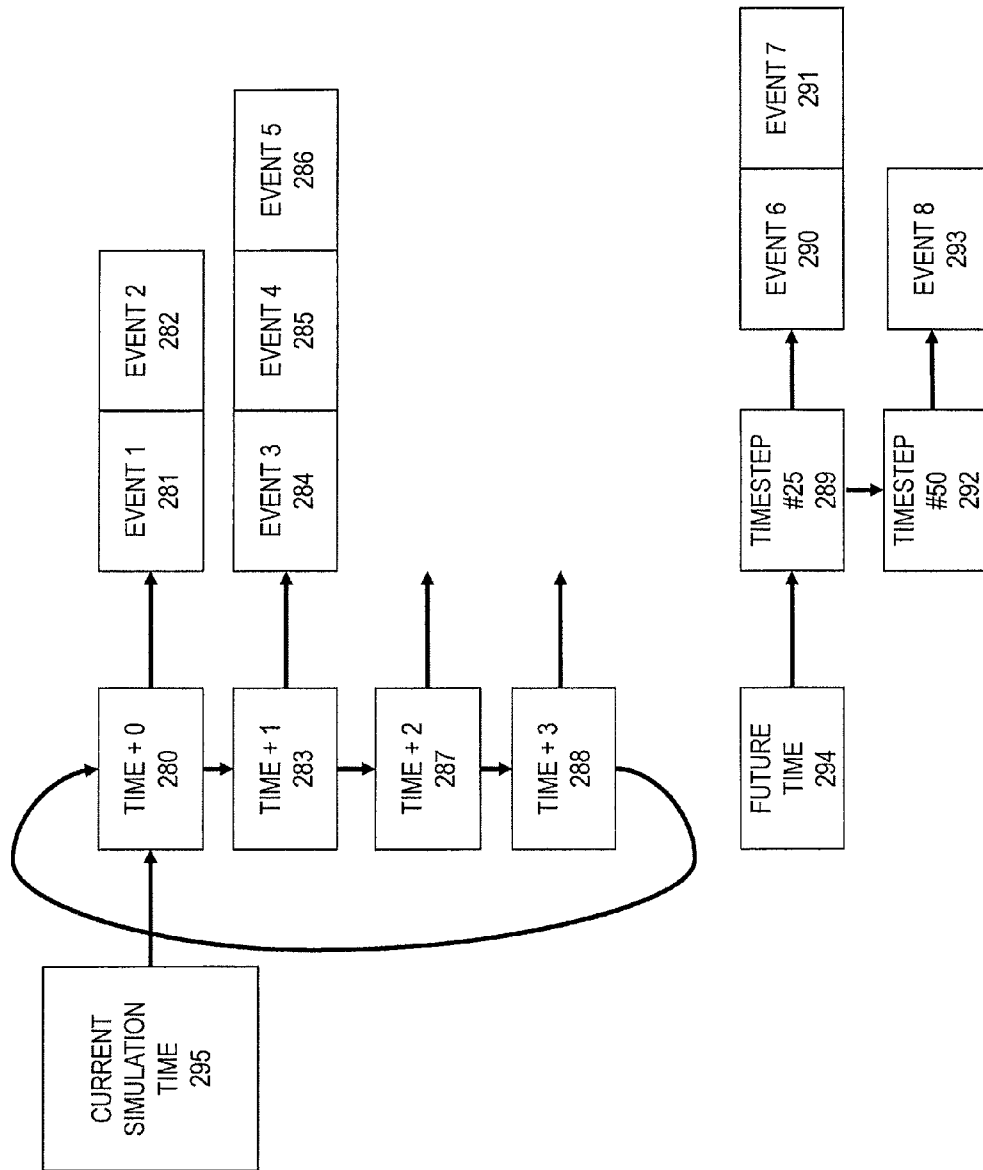 CURRENT
SIMULATION
TIME
295
TIME + 0
280
EVENT 1
281
EVENT 2
282
TIME + 1
283
EVENT 3
284
EVENT 4
285
EVENT 5
286
TIME + 2
287
TIME + 3
288
FUTURE
TIME
294
TIMESTEP
#25
289
EVENT 6
290
EVENT 7
291
TIMESTEP
#50
292
EVENT 8
293